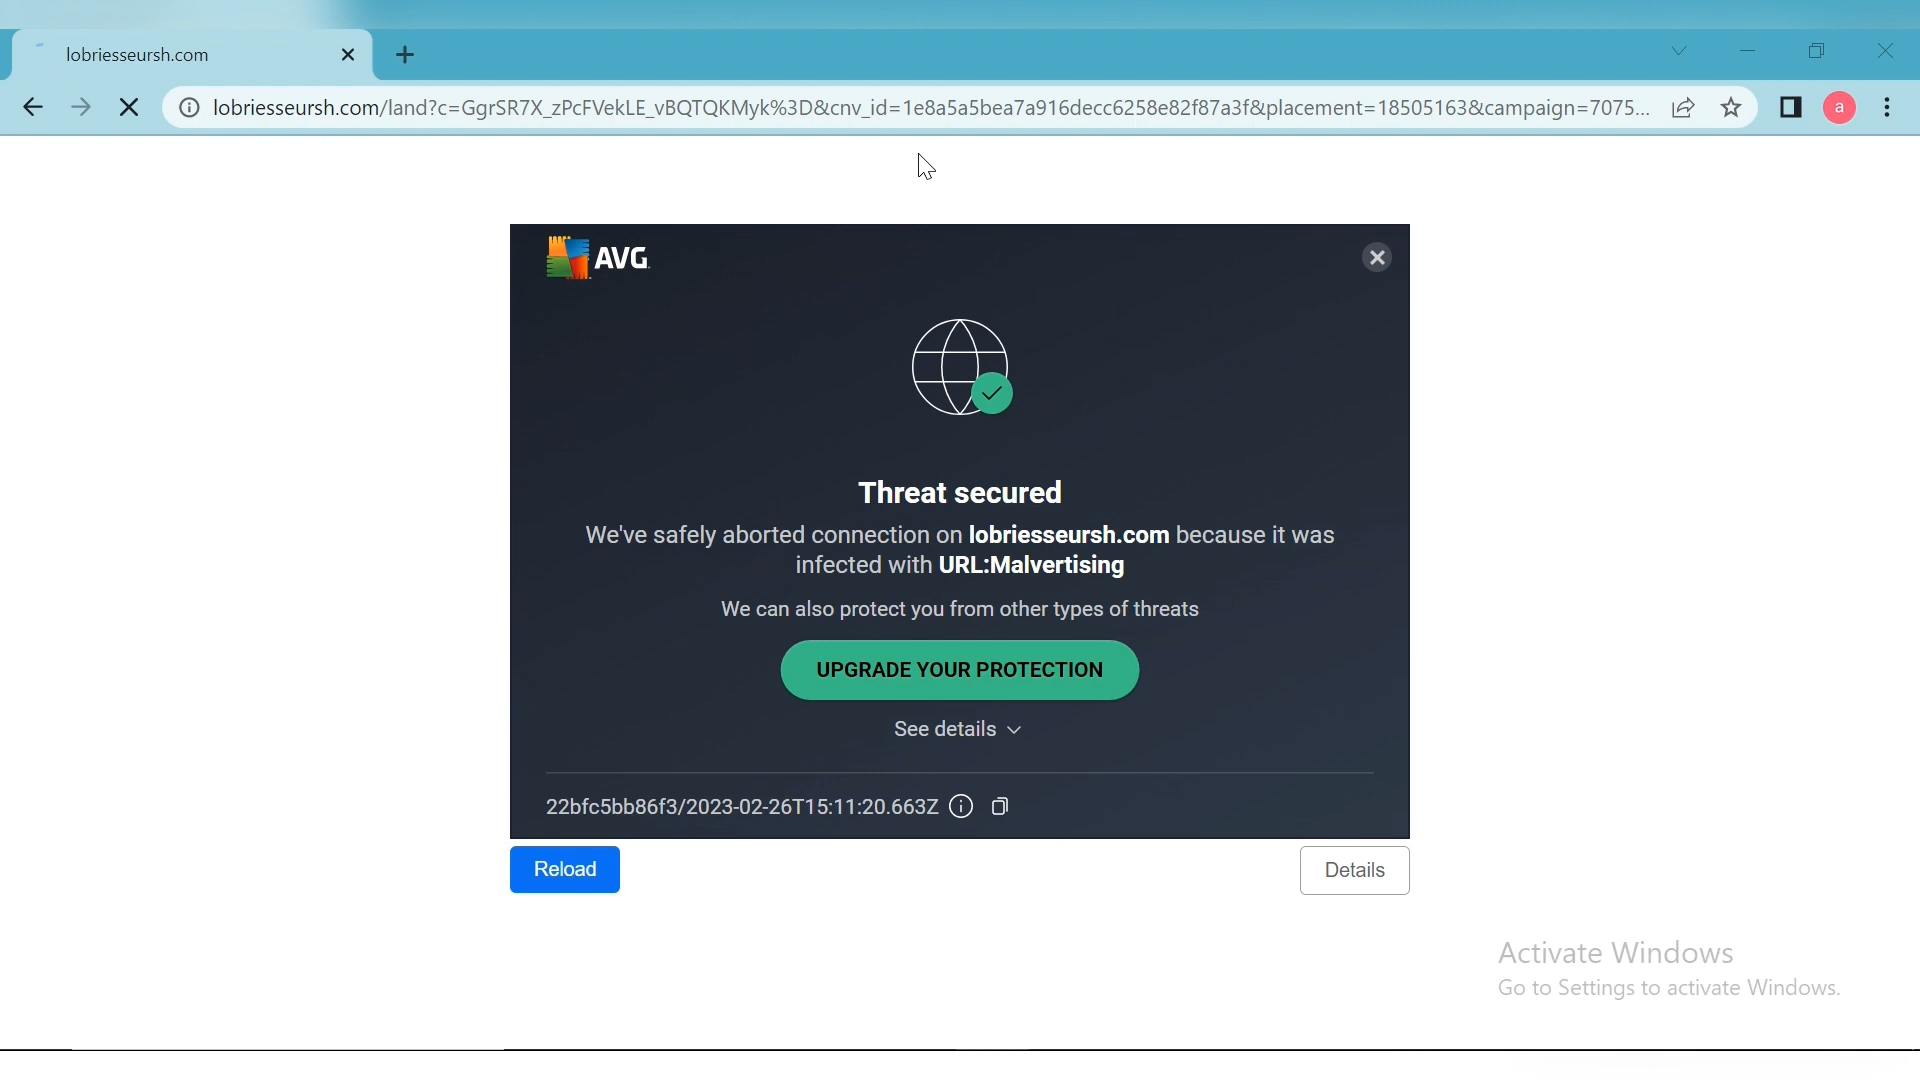 lobriesseursh.com
lobriesseursh.com/land?c=GgrSR7X_zPcFVekLE_vBQTQKMyk%3D&cnv_id=1e8a5a5bea7a916decc6258e82f87a3f&placement=18505163&campaign=7075...
a
AVG
Threat secured
We've safely aborted connection on lobriesseursh.com because it was
infected with URL:Malvertising
We can also protect you from other types of threats
UPGRADE YOUR PROTECTION
See details
22bfc5bb86f3/2023-02-26T15:11:20.663Z
Reload
Details
Activate Windows
Go to Settings to activate Windows.